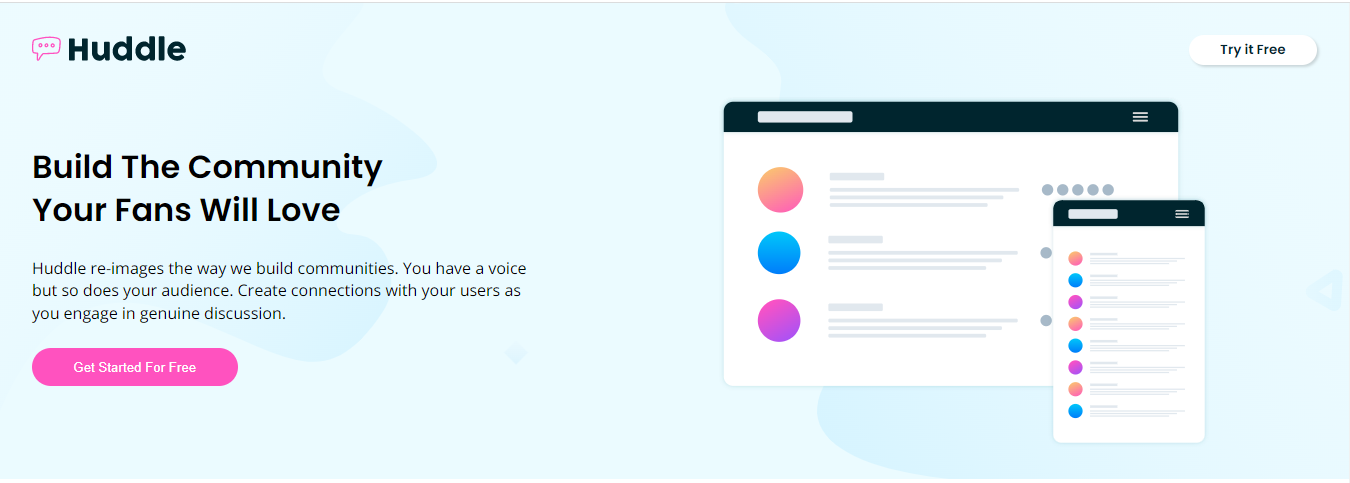 Huddle
Try it Free
Build The Community
Your Fans Will Love
Huddle re-images the way we build communities. You have a voice
but so does your audience. Create connections with your users as
you engage in genuine discussion.
Get Started For Free